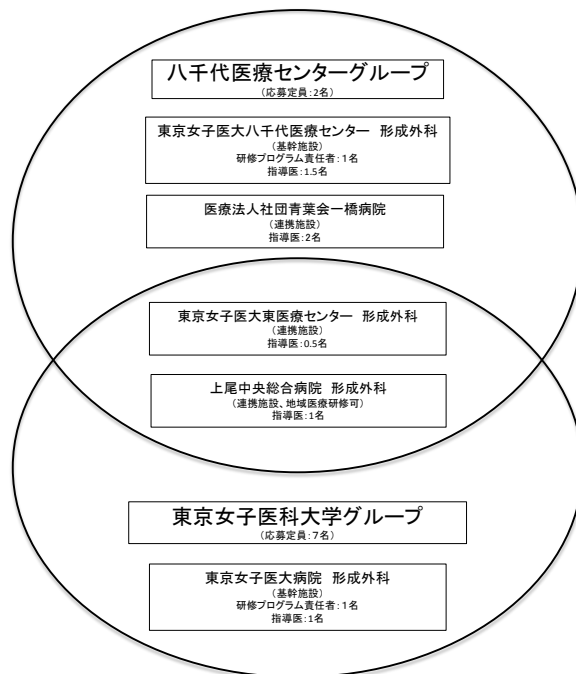 八千代医療センターグループ
(応募定員:2名)
東京女子医大八千代医療センター 形成外科
(基幹施設)
研修プログラム責任者:1名
指導医:1.5名
医療法人社団青葉会一橋病院
(連携施設)
指導医:2名
東京女子医大東医療センター 形成外科
(連携施設)
指導医:0.5名
上尾中央総合病院 形成外科
(連携施設、地域医療研修可)
指導医:1名
東京女子医科大学グループ
(応募定員:7名)
東京女子医大病院 形成外科
(基幹施設)
研修プログラム責任者:1名
指導医:1名